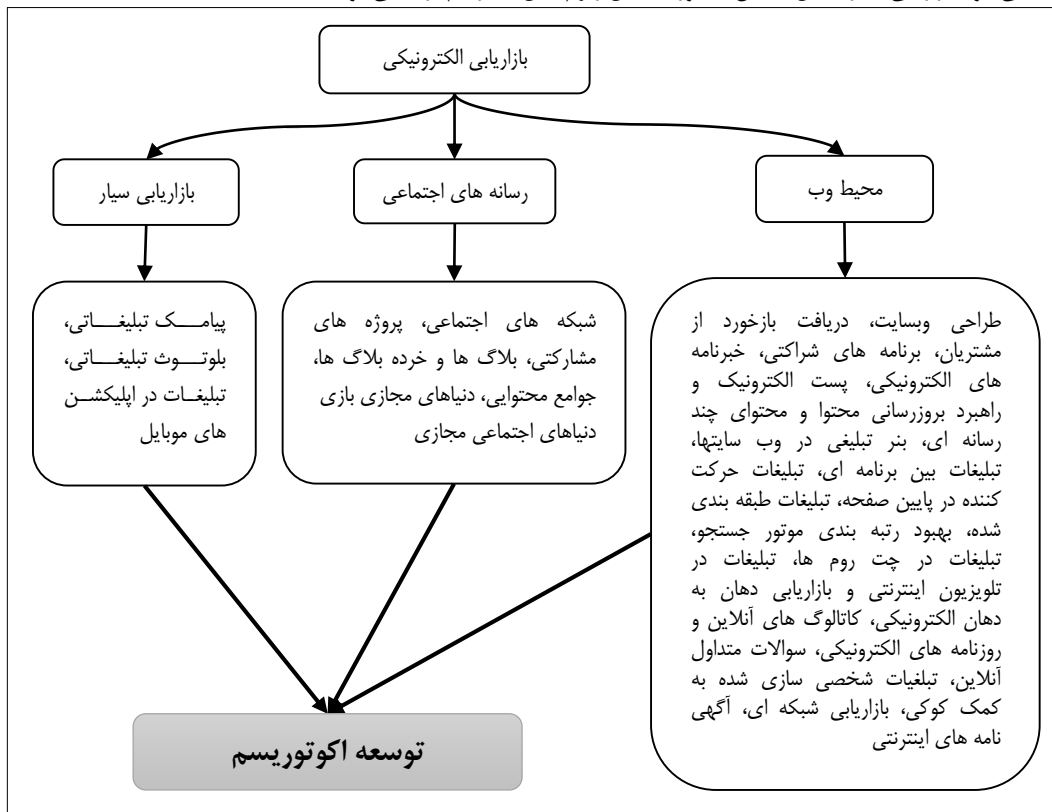 بازاریابی الکترونیکی
محیط وب
رسانه های اجتماعی
بازاریابی سیار
طراحی وبسایت، دریافت بازخورد از
مشتریان، برنامه های شراکتی، خبرنامه
های الکترونیکی، پست الکترونیک و
راهبرد بروزرسانی محتوا و محتوای چند
رسانه ای، بنر تبلیغی در وب سایتها،
تبلیغات بین برنامه ای، تبلیغات حرکت
کننده در پایین صفحه، تبلیغات طبقه بندی
شده، بهبود رتبه بندی موتور جستجو،
تبلیغات در چت روم ها، تبلیغات در
تلویزیون اینترنتی و بازاریابی دهان به
دهان الکترونیکی، کاتالوگ های آنلاین و
روزنامه های الکترونیکی، سوالات متداول
آنلاین، تبلغیات شخصی سازی شده به
کمک کوکی، بازاریابی شبکه ای، آگهی
نامه های اینترنتی
شبکه های اجتماعی، پروژه های
مشارکتی، بلاگ ها و خرده بلاگ ها،
جوامع محتوایی، دنیاهای مجازی بازی
دنیاهای اجتماعی مجازی
پیامک تبلیغاتی،
بلوتوث تبلیغاتی،
تبلیغات در اپلیکشن
های موبایل
توسعه اکوتوریسم